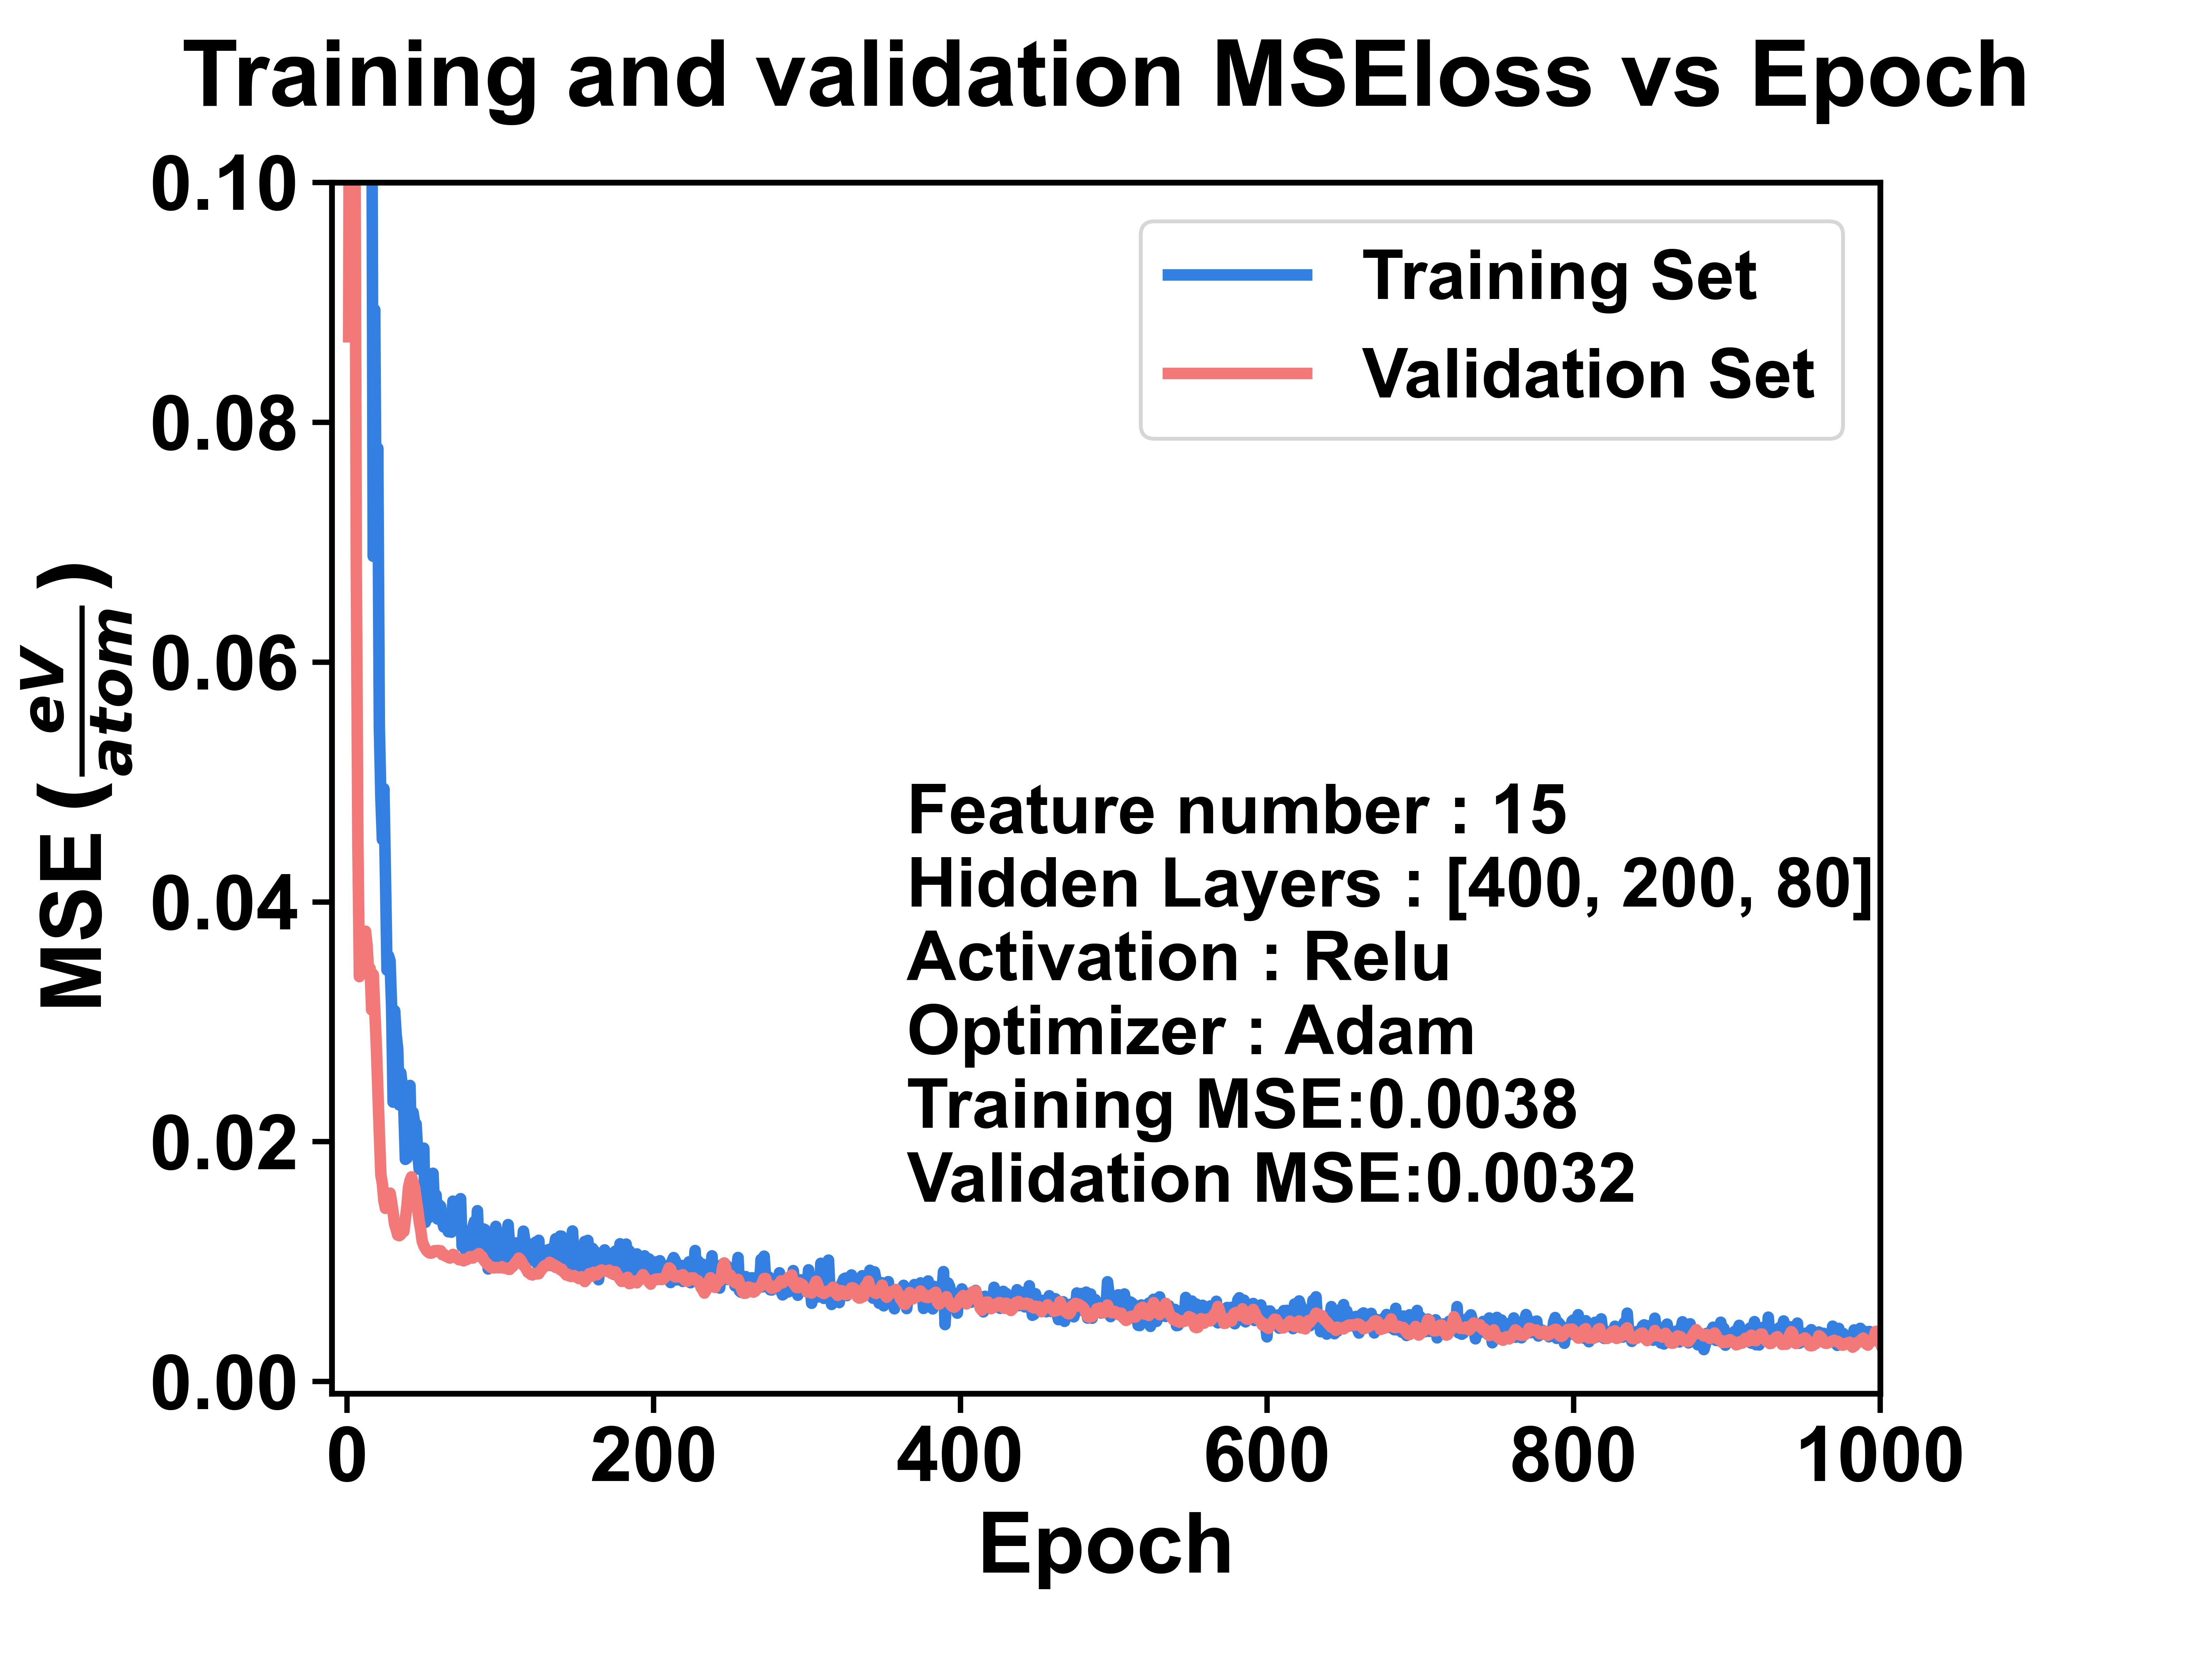 Training and validation MSEloss vs Epoch
0.10
0.08
0.06
0.04
0.02
0.00
MSE (eV/atom)
Training Set
Validation Set
Feature number : 15
Hidden Layers : [400, 200, 80]
Activation : Relu
Optimizer : Adam
Training MSE:0.0038
Validation MSE:0.0032
0 200 400 600 800 1000
Epoch